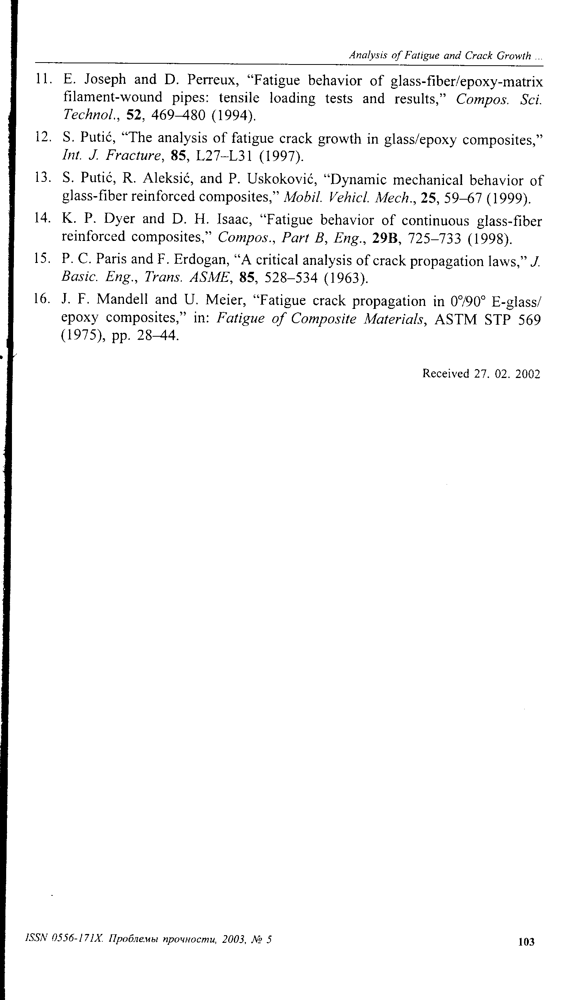 Analysis of Fatigue and Crack Growth ...
11. E. Joseph and D. Perreux, “Fatigue behavior of glass-fiber/epoxy-matrix
filament-wound pipes: tensile loading tests and results,” Compos. Sci.
Technol., 52, 469–480 (1994).
12. S. Putić, “The analysis of fatigue crack growth in glass/epoxy composites,”
Int. J. Fracture, 85, L27–L31 (1997).
13. S. Putić, R. Aleksić, and P. Uskoković, “Dynamic mechanical behavior of
glass-fiber reinforced composites,” Mobil. Vehicl. Mech., 25, 59–67 (1999).
14. K. P. Dyer and D. H. Isaac, “Fatigue behavior of continuous glass-fiber
reinforced composites,” Compos., Part B, Eng., 29B, 725–733 (1998).
15. P. C. Paris and F. Erdogan, “A critical analysis of crack propagation laws,” J.
Basic. Eng., Trans. ASME, 85, 528–534 (1963).
16. J. F. Mandell and U. Meier, “Fatigue crack propagation in 0°/90° E-glass/
epoxy composites,” in: Fatigue of Composite Materials, ASTM STP 569
(1975), pp. 28–44.
Received 27. 02. 2002
ISSN 0556-171X. Проблемы прочности, 2003, № 5
103